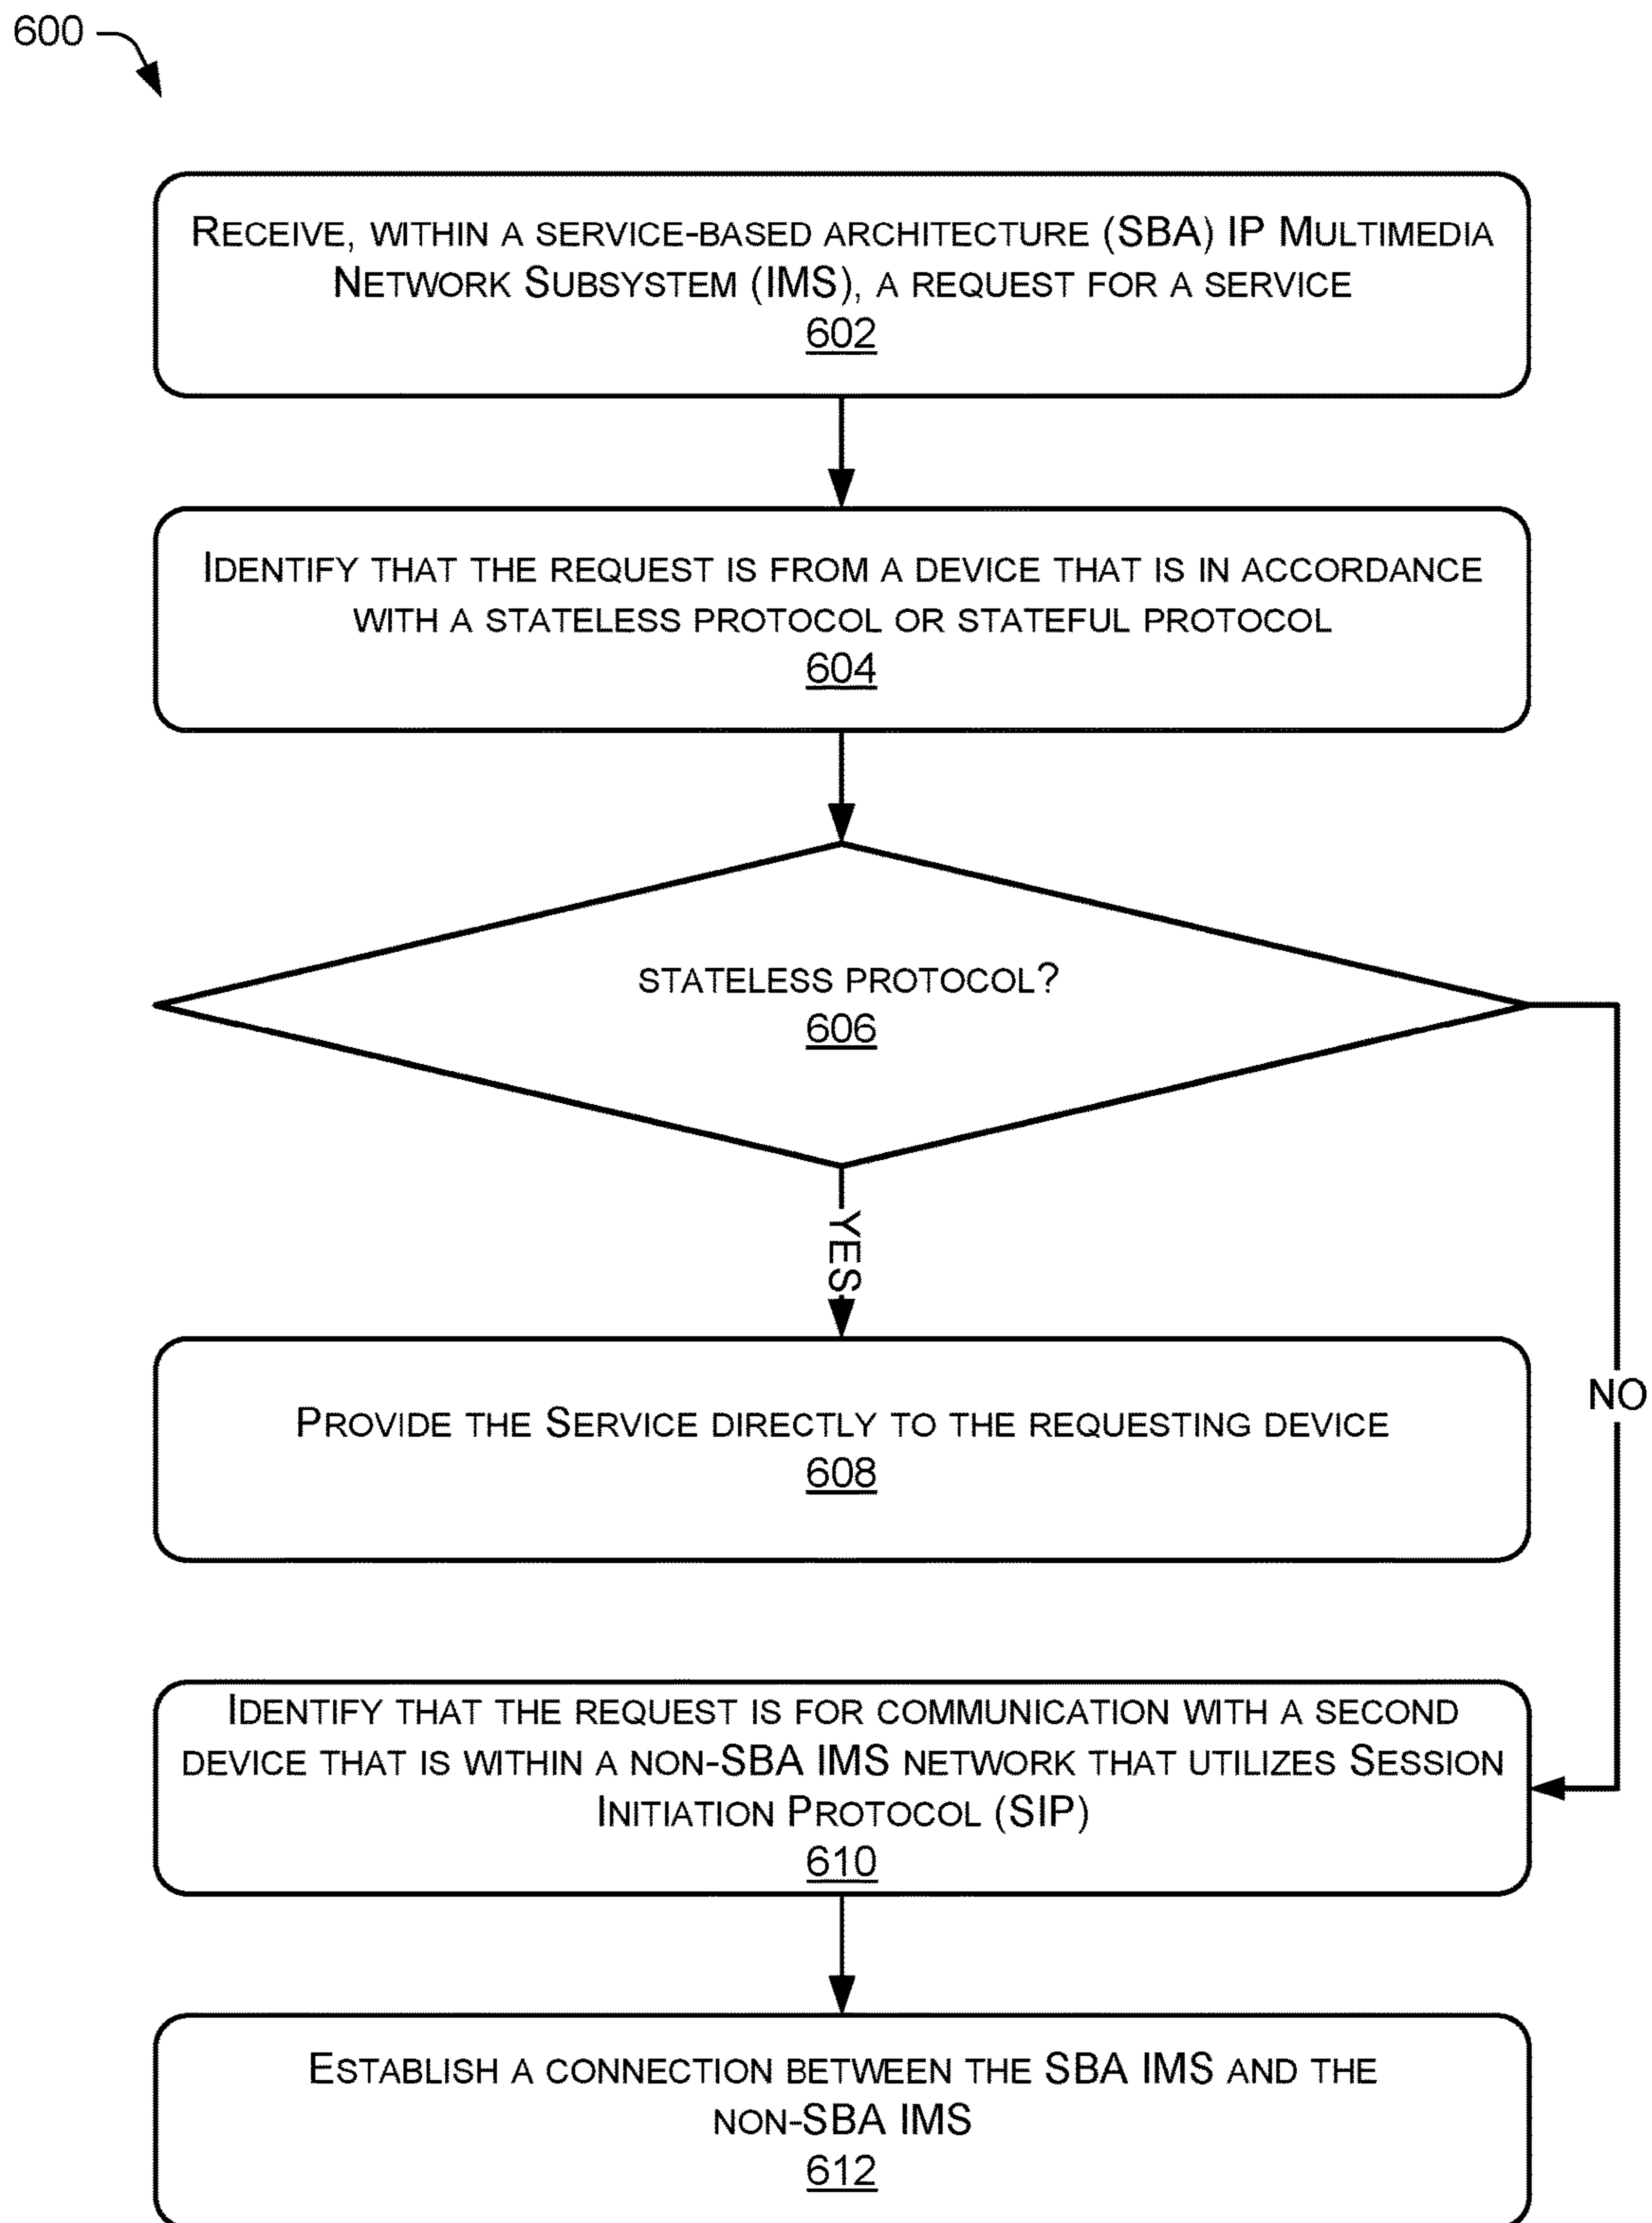 600
RECEIVE, WITHIN A SERVICE-BASED ARCHITECTURE (SBA) IP MULTIMEDIA
NETWORK SUBSYSTEM (IMS), A REQUEST FOR A SERVICE
602
IDENTIFY THAT THE REQUEST IS FROM A DEVICE THAT IS IN ACCORDANCE
WITH A STATELESS PROTOCOL OR STATEFUL PROTOCOL
604
STATELESS PROTOCOL?
606
YES
PROVIDE THE SERVICE DIRECTLY TO THE REQUESTING DEVICE
608
NO
IDENTIFY THAT THE REQUEST IS FOR COMMUNICATION WITH A SECOND
DEVICE THAT IS WITHIN A NON-SBA IMS NETWORK THAT UTILIZES SESSION
INITIATION PROTOCOL (SIP)
610
ESTABLISH A CONNECTION BETWEEN THE SBA IMS AND THE
NON-SBA IMS
612